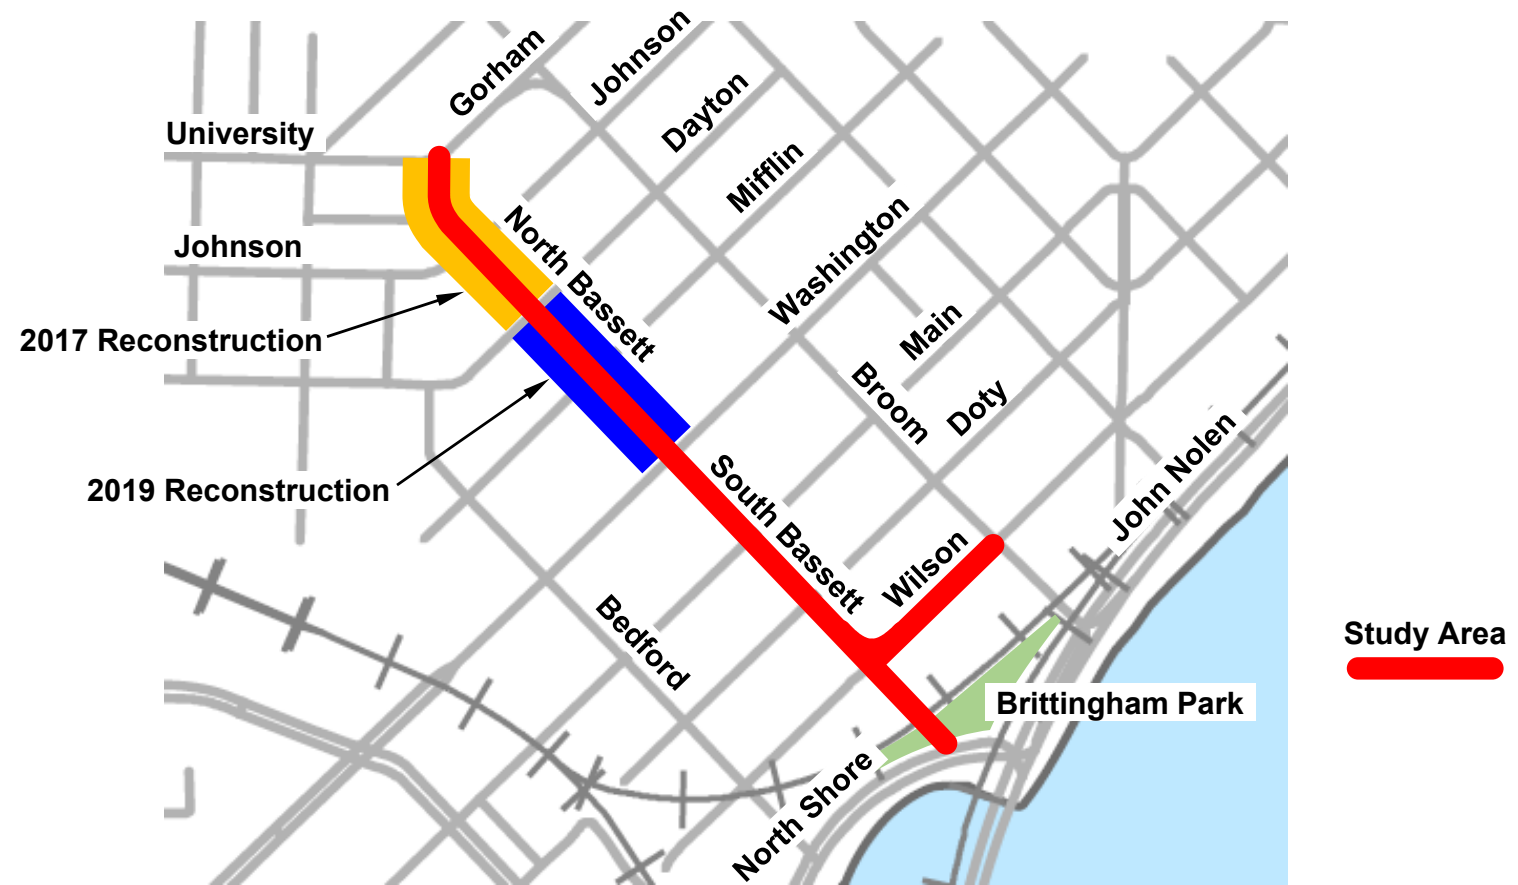 Gorham
Johnson
University
Dayton
Mifflin
Johnson
North Bassett
Washington
2017 Reconstruction
Main
Broom
Doty
2019 Reconstruction
South Bassett
John Nolen
Wilson
Bedford
Study Area
Brittingham Park
North Shore